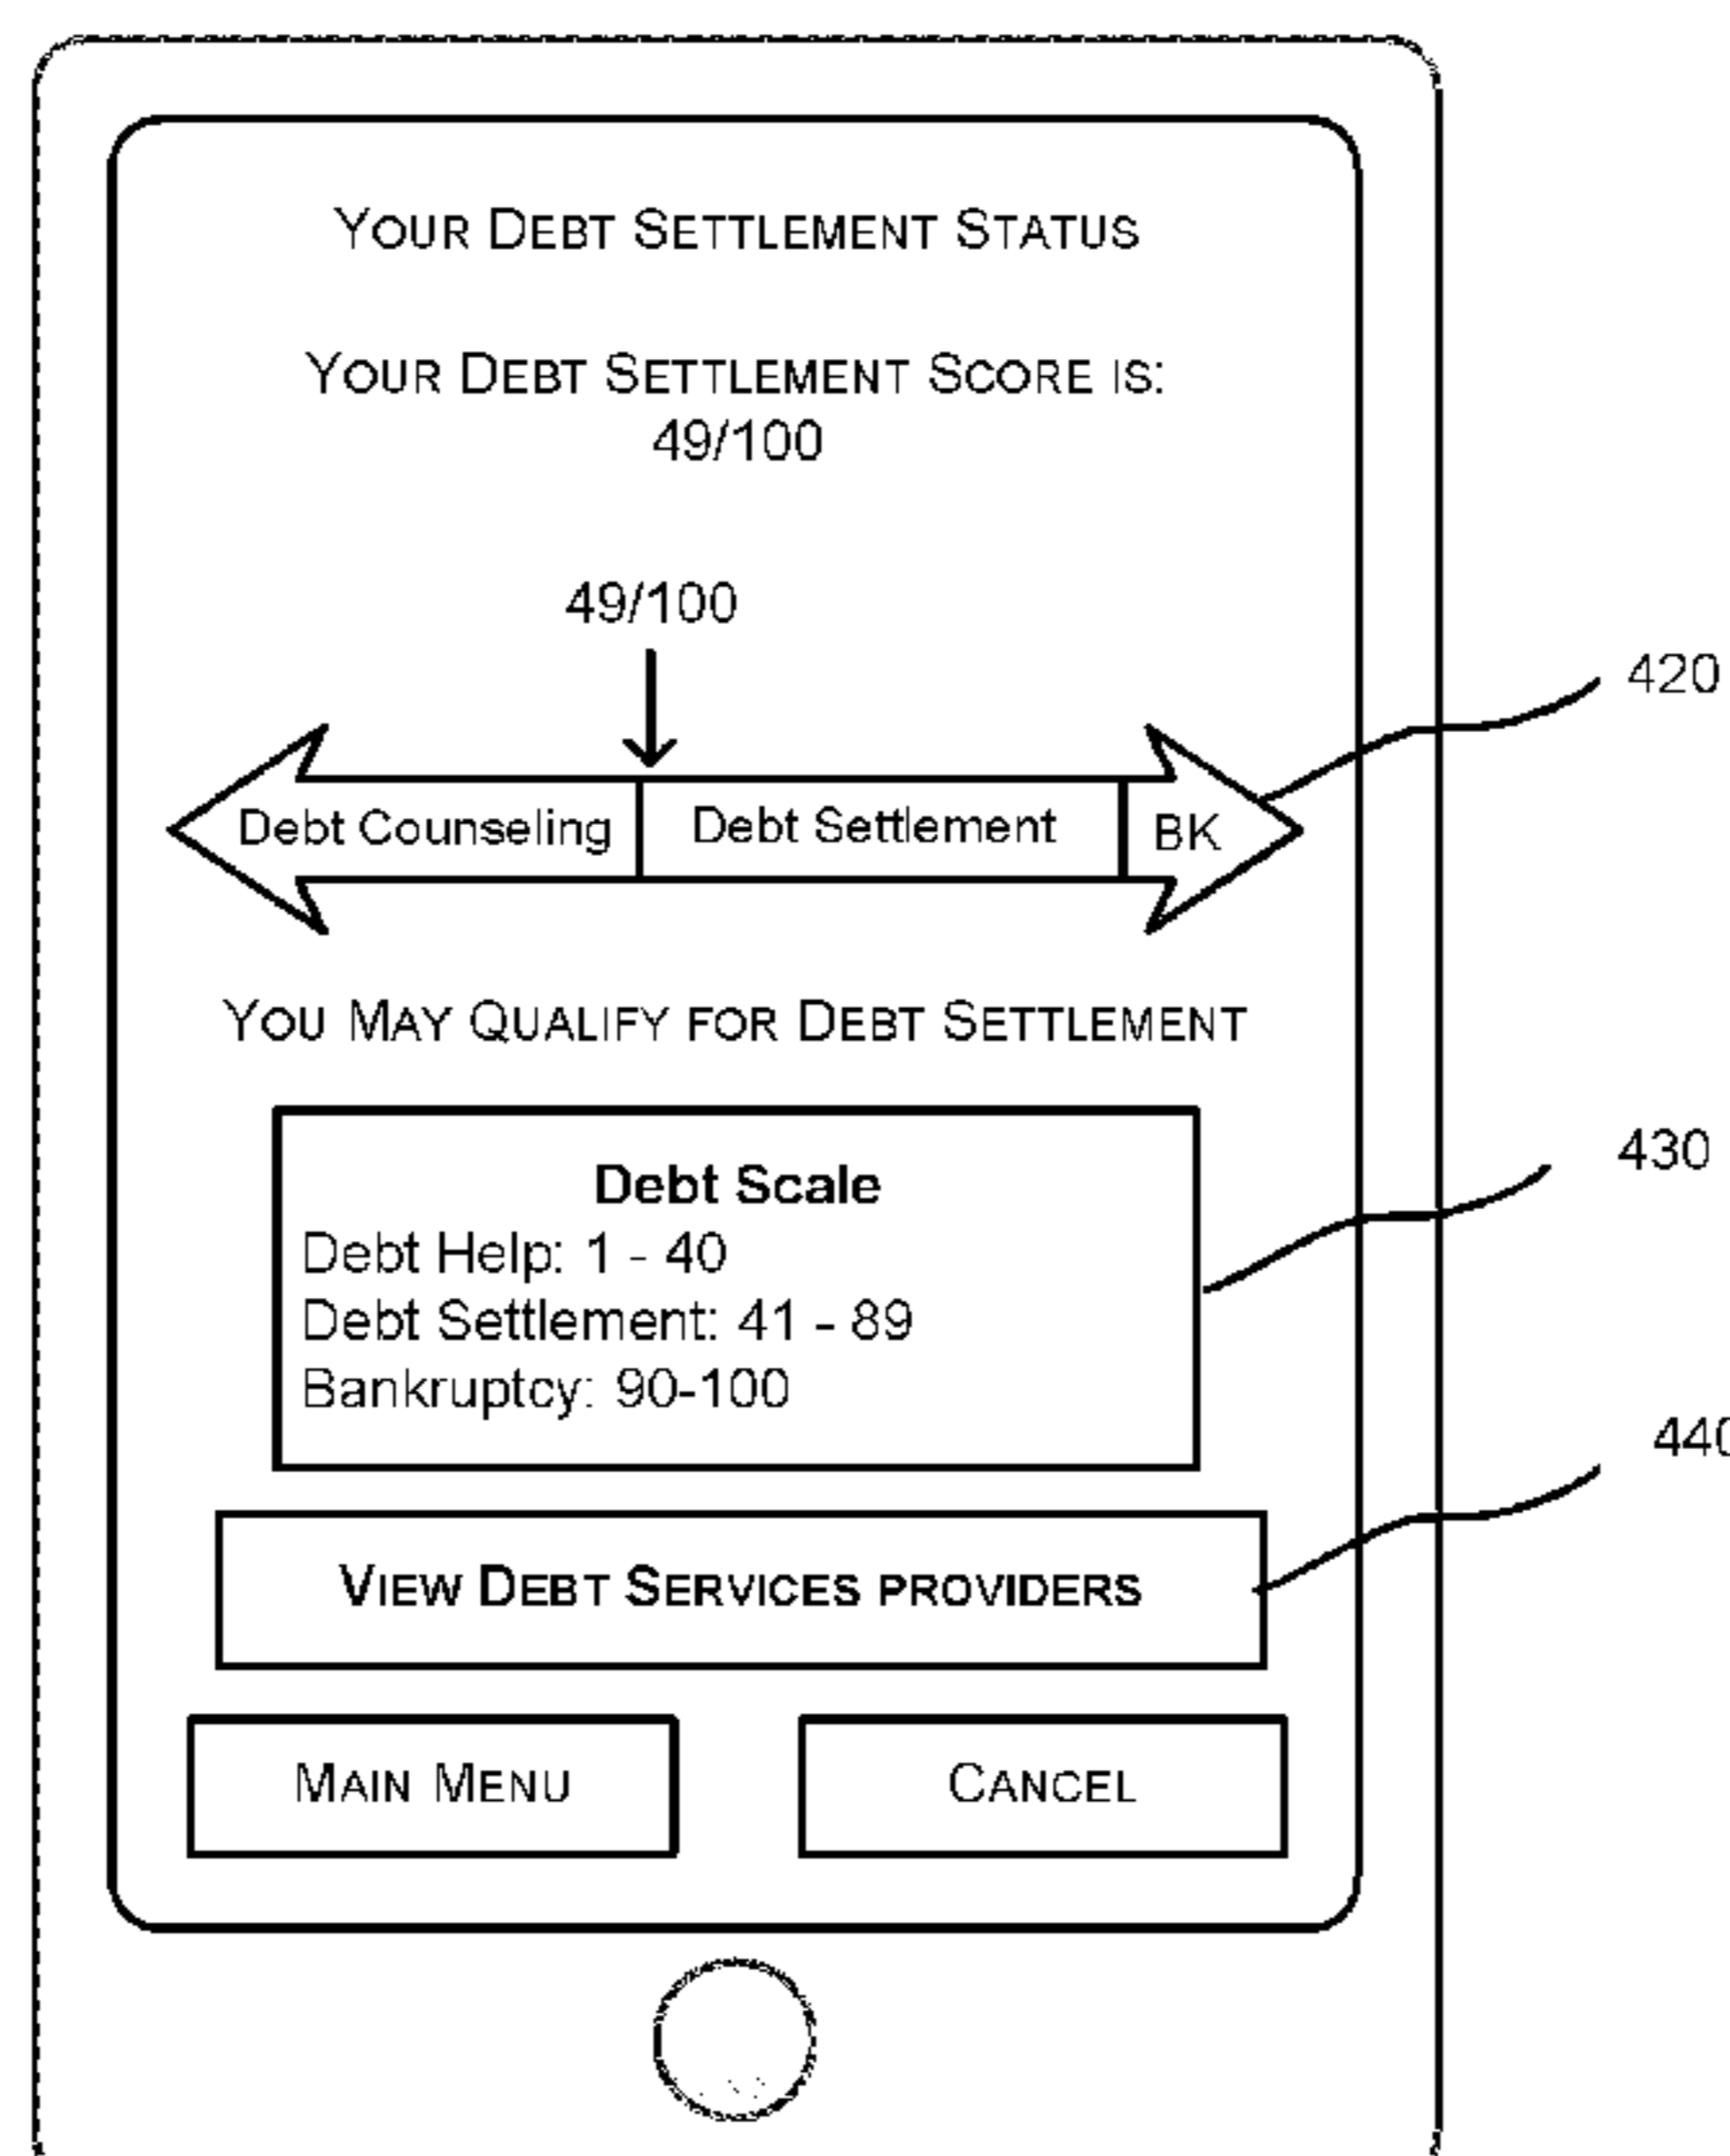 YOUR DEBT SETTLEMENT STATUS
YOUR DEBT SETTLEMENT SCORE IS:
49/100
49/100
420
Debt Counseling Debt Settlement BK
YOU MAY QUALIFY FOR DEBT SETTLEMENT
430
Debt Scale
Debt Help: 1 - 40
Debt Settlement: 41 - 89
Bankruptcy: 90-100
440
VIEW DEBT SERVICES PROVIDERS
MAIN MENU CANCEL